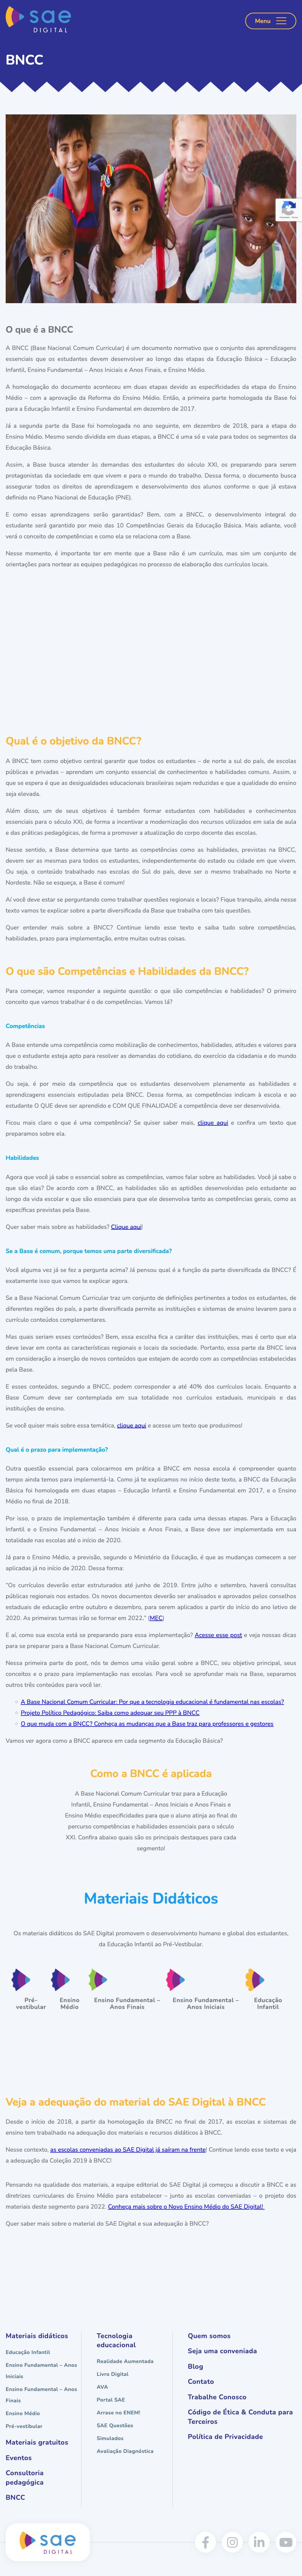 sae
DIGITAL
Menu
BNCC
O que é a BNCC
A BNCC (Base Nacional Comum Curricular) é um documento normativo que o conjunto das aprendizagens
essenciais que os estudantes devem desenvolver ao longo das etapas da Educação Básica – Educação
Infantil, Ensino Fundamental – Anos Iniciais e Anos Finais, e Ensino Médio.
A homologação do documento aconteceu em duas etapas devido as especificidades da etapa do Ensino
Médio – com a aprovação da Reforma do Ensino Médio. Então, a primeira parte homologada da Base foi
para a Educação Infantil e Ensino Fundamental em dezembro de 2017.
Já a segunda parte da Base foi homologada no ano seguinte, em dezembro de 2018, para a etapa do
Ensino Médio. Mesmo sendo dividida em duas etapas, a BNCC é uma só e vale para todos os segmentos da
Educação Básica.
Assim, a Base busca atender às demandas dos estudantes do século XXI, os preparando para serem
protagonistas da sociedade em que vivem e para o mundo do trabalho. Dessa forma, o documento busca
assegurar todos os direitos de aprendizagem e desenvolvimento dos alunos conforme o que já estava
definido no Plano Nacional de Educação (PNE).
E como essas aprendizagens serão garantidas? Bem, com a BNCC, o desenvolvimento integral do
estudante será garantido por meio das 10 Competências Gerais da Educação Básica. Mais adiante, você
verá o conceito de competências e como ela se relaciona com a Base.
Nesse momento, é importante ter em mente que a Base não é um currículo, mas sim um conjunto de
orientações para nortear as equipes pedagógicas no processo de elaboração dos currículos locais.
Qual é o objetivo da BNCC?
A BNCC tem como objetivo central garantir que todos os estudantes – de norte a sul do país, de escolas
públicas e privadas – aprendam um conjunto essencial de conhecimentos e habilidades comuns. Assim, o
que se espera é que as desigualdades educacionais brasileiras sejam reduzidas e que a qualidade do ensino
seja elevada.
Além disso, um de seus objetivos é também formar estudantes com habilidades e conhecimentos
essenciais para o século XXI, de forma a incentivar a modernização dos recursos utilizados em sala de aula
e das práticas pedagógicas, de forma a promover a atualização do corpo docente das escolas.
Nesse sentido, a Base determina que tanto as competências como as habilidades, previstas na BNCC,
devem ser as mesmas para todos os estudantes, independentemente do estado ou cidade em que vivem.
Ou seja, o conteúdo trabalhado nas escolas do Sul do país, deve ser o mesmo trabalhado no Norte e
Nordeste. Não se esqueça, a Base é comum!
Aí você deve estar se perguntando como trabalhar questões regionais e locais? Fique tranquilo, ainda nesse
texto vamos te explicar sobre a parte diversificada da Base que trabalha com tais questões.
Quer entender mais sobre a BNCC? Continue lendo esse texto e saiba tudo sobre competências,
habilidades, prazo para implementação, entre muitas outras coisas.
O que são Competências e Habilidades da BNCC?
Para começar, vamos responder a seguinte questão: o que são competências e habilidades? O primeiro
conceito que vamos trabalhar é o de competências. Vamos lá?
Competências
A Base entende uma competência como mobilização de conhecimentos, habilidades, atitudes e valores para
que o estudante esteja apto para resolver as demandas do cotidiano, do exercício da cidadania e do mundo
do trabalho.
Ou seja, é por meio da competência que os estudantes desenvolvem plenamente as habilidades e
aprendizagens essenciais estipuladas pela BNCC. Dessa forma, as competências indicam à escola e ao
estudante O QUE deve ser aprendido e COM QUE FINALIDADE a competência deve ser desenvolvida.
Ficou mais claro o que é uma competência? Se quiser saber mais, clique aqui e confira um texto que
preparamos sobre ela.
Habilidades
Agora que você já sabe o essencial sobre as competências, vamos falar sobre as habilidades. Você já sabe o
que são elas? De acordo com a BNCC, as habilidades são as aptidões desenvolvidas pelo estudante ao
longo da vida escolar e que são essenciais para que ele desenvolva tanto as competências gerais, como as
específicas previstas pela Base.
Quer saber mais sobre as habilidades? Clique aqui!
Se a Base é comum, porque temos uma parte diversificada?
Você alguma vez já se fez a pergunta acima? Já pensou qual é a função da parte diversificada da BNCC? É
exatamente isso que vamos te explicar agora.
Se a Base Nacional Comum Curricular traz um conjunto de definições pertinentes a todos os estudantes, de
diferentes regiões do país, a parte diversificada permite as instituições e sistemas de ensino levarem para o
currículo conteúdos complementares.
Mas quais seriam esses conteúdos? Bem, essa escolha fica a caráter das instituições, mas é certo que ela
deve levar em conta as características regionais e locais da sociedade. Portanto, essa parte da BNCC leva
em consideração a inserção de novos conteúdos que estejam de acordo com as competências estabelecidas
pela Base.
E esses conteúdos, segundo a BNCC, podem corresponder a até 40% dos currículos locais. Enquanto a
Base Comum deve ser contemplada em sua totalidade nos currículos estaduais, municipais e das
instituições de ensino.
Se você quiser mais sobre essa temática, clique aqui e acesse um texto que produzimos!
Qual é o prazo para implementação?
Outra questão essencial para colocarmos em prática a BNCC em nossa escola é compreender quanto
tempo ainda temos para implementá-la. Como já te explicamos no início deste texto, a BNCC da Educação
Básica foi homologada em duas etapas – Educação Infantil e Ensino Fundamental em 2017, e o Ensino
Médio no final de 2018.
Por isso, o prazo de implementação também é diferente para cada uma dessas etapas. Para a Educação
Infantil e o Ensino Fundamental – Anos Iniciais e Anos Finais, a Base deve ser implementada em sua
totalidade nas escolas até o início de 2020.
Já para o Ensino Médio, a previsão, segundo o Ministério da Educação, é que as mudanças comecem a ser
aplicadas já no início de 2020. Dessa forma:
“Os currículos deverão estar estruturados até junho de 2019. Entre julho e setembro, haverá consultas
públicas em torno desses materiais. Os novos documentos deverão ser aprovados pelos conselhos
estaduais de educação entre outubro e dezembro, para serem aplicados a partir do início do ano letivo de
2020. As primeiras turmas irão se formar em 2022.” (MEC)
E aí, como sua escola está se preparando para essa implementação? Acesse esse post e veja nossas dicas
para se preparar para a Base Nacional Comum Curricular.
Nessa primeira parte do post, nós te demos uma visão geral sobre a BNCC, seu objetivo principal, seus
conceitos e o prazo para implementação nas escolas. Para você se aprofundar mais na Base, separamos
esses três conteúdos para você ler.
A Base Nacional Comum Curricular: Por que a tecnologia educacional é fundamental nas escolas?
Projeto Político Pedagógico: Saiba como adequar seu PPP à BNCC
O que muda com a BNCC? Conheça as mudanças que a Base traz para professores e gestores
Vamos ver agora como a BNCC aparece em cada segmento da Educação Básica?
Como a BNCC é aplicada
A Base Nacional Comum Curricular traz para a Educação
Infantil, Ensino Fundamental – Anos Iniciais e Anos Finais e
Ensino Médio especificidades para que o aluno atinja ao final do
percurso competências e habilidades essenciais para o século
XXI. Confira abaixo quais são os principais destaques para cada
segmento!
Materiais Didáticos
Os materiais didáticos do SAE Digital promovem o desenvolvimento humano e global dos estudantes,
da Educação Infantil ao Pré-Vestibular.
Pré-
vestibular
Ensino
Médio
Ensino Fundamental –
Anos Finais
Ensino Fundamental –
Anos Iniciais
Educação
Infantil
Veja a adequação do material do SAE Digital à BNCC
Desde o início de 2018, a partir da homologação da BNCC no final de 2017, as escolas e sistemas de
ensino tem trabalhado na adequação dos materiais e recursos didáticos à BNCC.
Nesse contexto, as escolas conveniadas ao SAE Digital já saíram na frente! Continue lendo esse texto e veja
a adequação da Coleção 2019 à BNCC!
Pensando na qualidade dos materiais, a equipe editorial do SAE Digital já começou a discutir a BNCC e as
diretrizes curriculares do Ensino Médio para estabelecer – junto as escolas conveniadas – o projeto dos
materiais deste segmento para 2022. Conheça mais sobre o Novo Ensino Médio do SAE Digital!
Quer saber mais sobre o material do SAE Digital e sua adequação à BNCC?
Materiais didáticos
Educação Infantil
Ensino Fundamental – Anos
Iniciais
Ensino Fundamental – Anos
Finais
Ensino Médio
Pré-vestibular
Materiais gratuitos
Eventos
Consultoria
pedagógica
BNCC
Tecnologia
educacional
Realidade Aumentada
Livro Digital
AVA
Portal SAE
Arrase no ENEM!
SAE Questões
Simulados
Avaliação Diagnóstica
Quem somos
Seja uma conveniada
Blog
Contato
Trabalhe Conosco
Código de Ética & Conduta para
Terceiros
Política de Privacidade
sae
DIGITAL